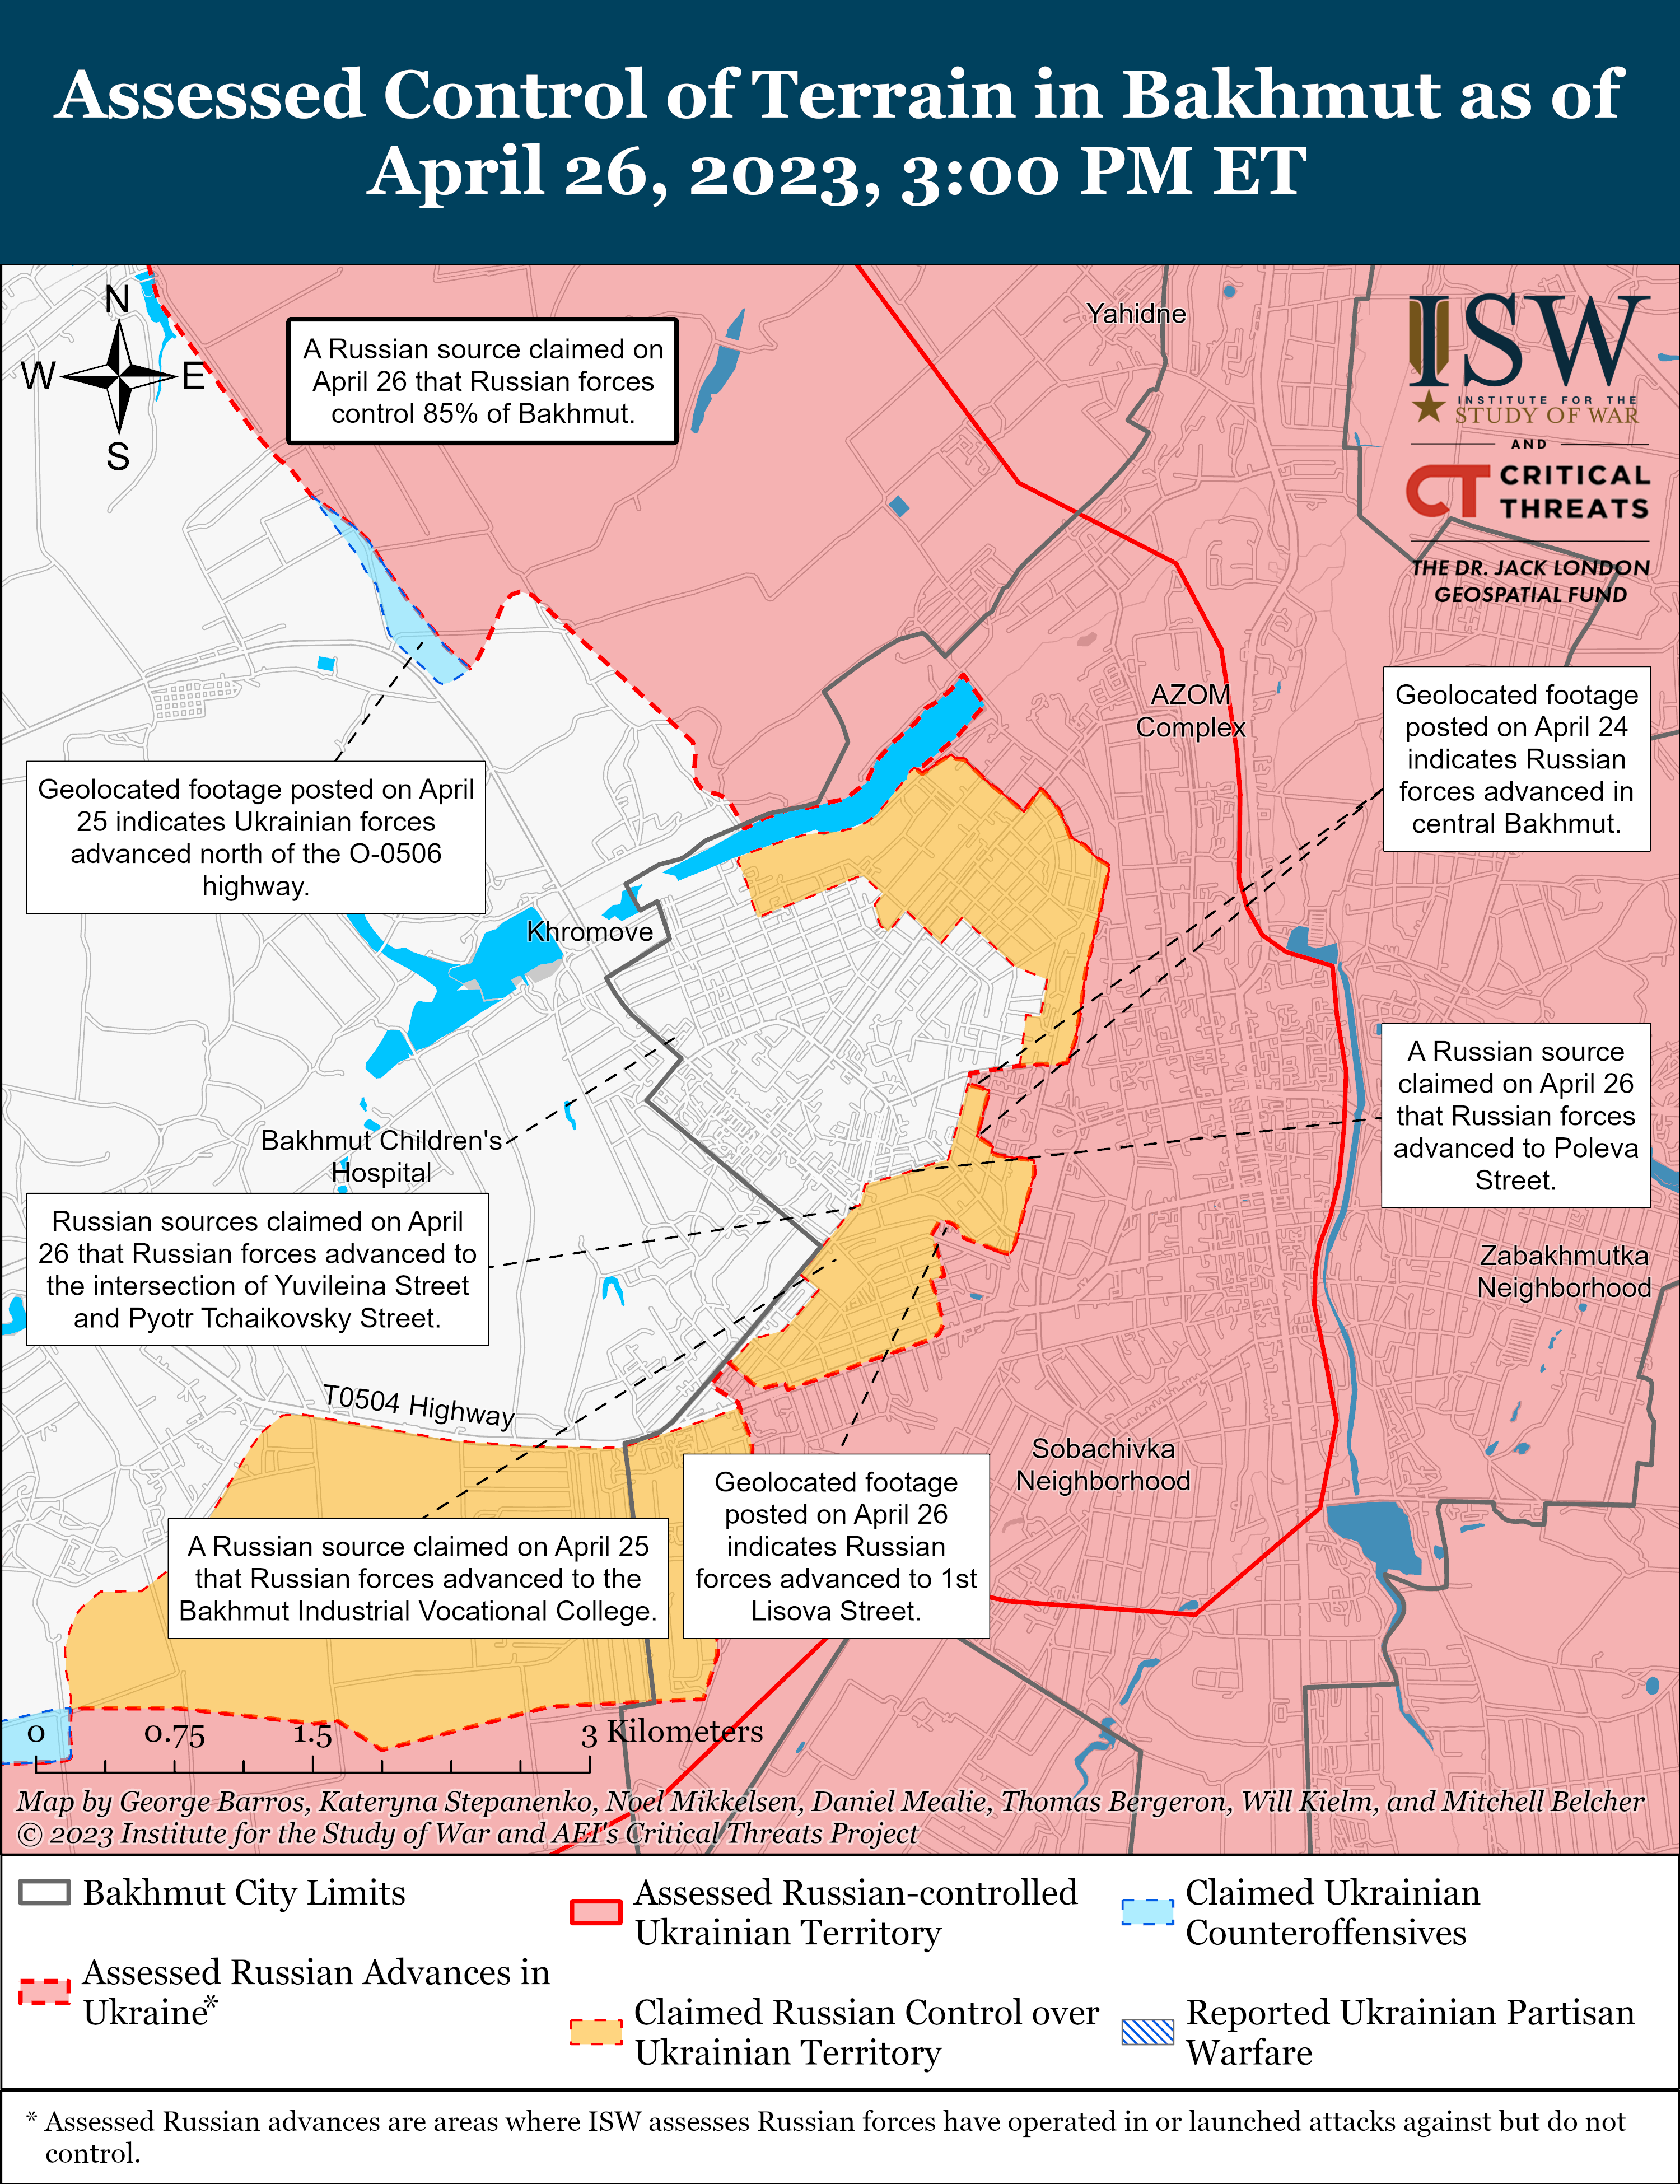 Assessed Control of Terrain in Bakhmut as of
April 26, 2023, 3:00 PM ET
N
W
E
S
A Russian source claimed on
April 26 that Russian forces
control 85% of Bakhmut.
Yahidne
ISW
INSTITUTE FOR THE
STUDY OF WAR
AND
CT
CRITICAL
THREATS
THE DR. JACK LONDON
GEOSPATIAL FUND
AZOM
Complex
Geolocated footage
posted on April 24
indicates Russian
forces advanced in
central Bakhmut.
Geolocated footage posted on April
25 indicates Ukrainian forces
advanced north of the O-0506
highway.
Khromove
A Russian source
claimed on April 26
that Russian forces
advanced to Poleva
Street.
Bakhmut Children's
Hospital
Russian sources claimed on April
26 that Russian forces advanced to
the intersection of Yuvileina Street
and Pyotr Tchaikovsky Street.
Zabakhmutka
Neighborhood
T0504 Highway
Sobachivka
Neighborhood
Geolocated footage
posted on April 26
indicates Russian
forces advanced to 1st
Lisova Street.
A Russian source claimed on April 25
that Russian forces advanced to the
Bakhmut Industrial Vocational College.
0 0.75 1.5 3 Kilometers
Map by George Barros, Kateryna Stepanenko, Noel Mikkelsen, Daniel Mealie, Thomas Bergeron, Will Kielm, and Mitchell Belcher
© 2023 Institute for the Study of War and AEI's Critical Threats Project
Bakhmut City Limits
Assessed Russian Advances in
Ukraine*
Assessed Russian-controlled
Ukrainian Territory
Claimed Russian Control over
Ukrainian Territory
Claimed Ukrainian
Counteroffensives
Reported Ukrainian Partisan
Warfare
* Assessed Russian advances are areas where ISW assesses Russian forces have operated in or launched attacks against but do not
control.